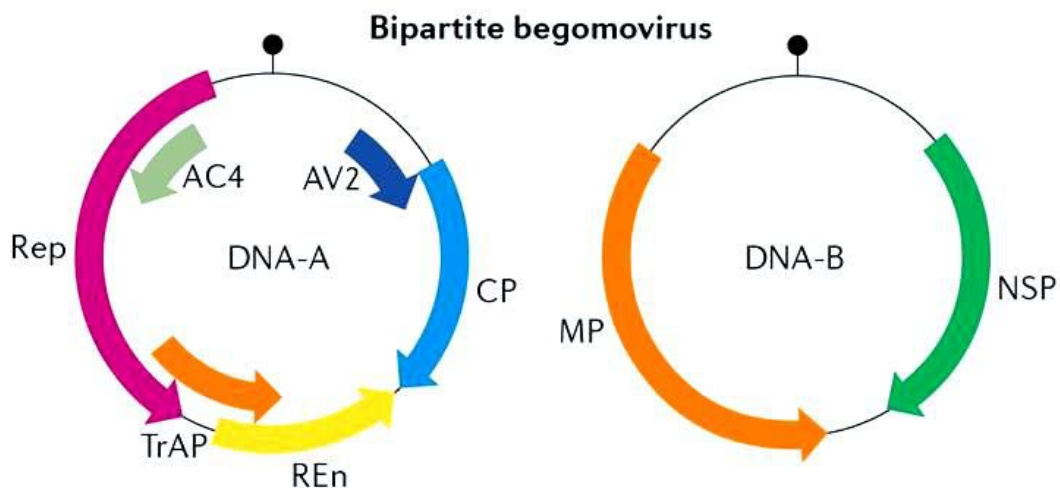 Bipartite begomovirus
AC4
AV2
Rep
DNA-A
CP
TrAP
REn
DNA-B
MP
NSP